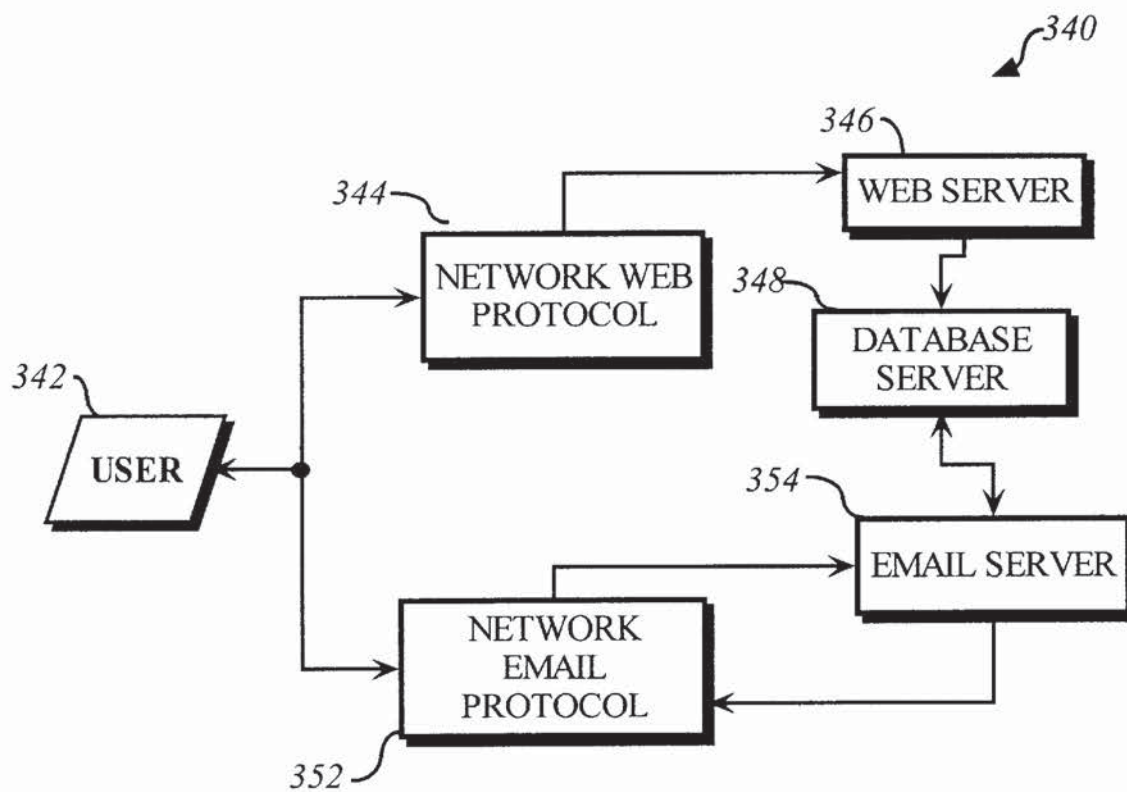 340
346
WEB SERVER
344
NETWORK WEB
PROTOCOL
348
DATABASE
SERVER
342
USER
354
EMAIL SERVER
NETWORK
EMAIL
PROTOCOL
352